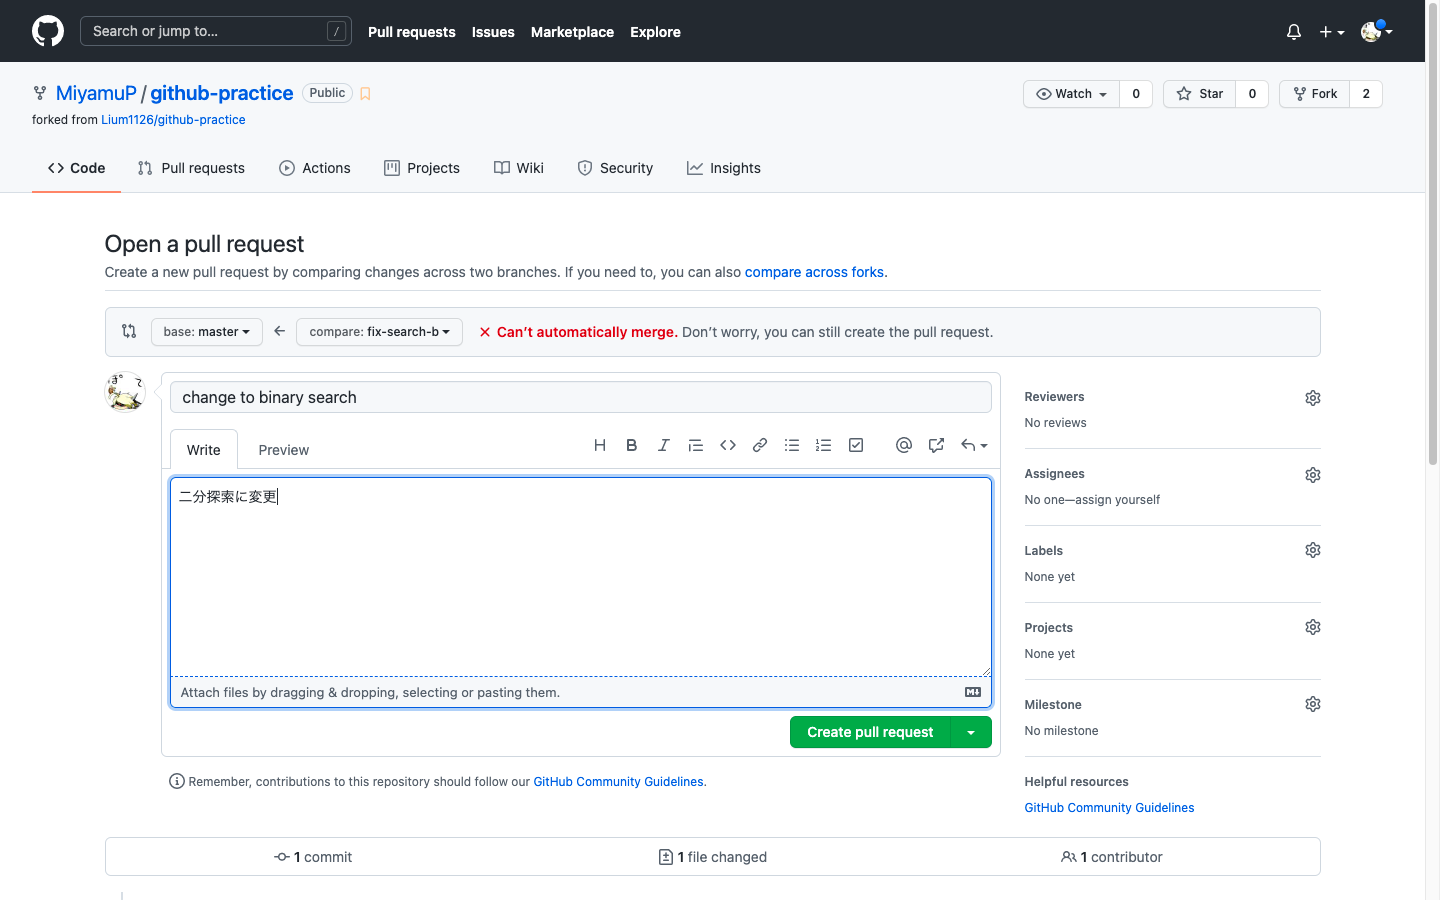 Search or jump to...
/
Pull requests
Issues
Marketplace
Explore
MiyamuP / github-practice
Public
forked from Lium1126/github-practice
Watch
0
Star
0
Fork
2
Code
Pull requests
Actions
Projects
Wiki
Security
Insights
Open a pull request
Create a new pull request by comparing changes across two branches. If you need to, you can also compare across forks.
base: master
compare: fix-search-b
Can't automatically merge. Don't worry, you can still create the pull request.
change to binary search
Write
Preview
二分探索に変更
Attach files by dragging & dropping, selecting or pasting them.
Create pull request
Remember, contributions to this repository should follow our GitHub Community Guidelines.
Reviewers
No reviews
Assignees
No one—assign yourself
Labels
None yet
Projects
None yet
Milestone
No milestone
Helpful resources
GitHub Community Guidelines
1 commit
1 file changed
1 contributor